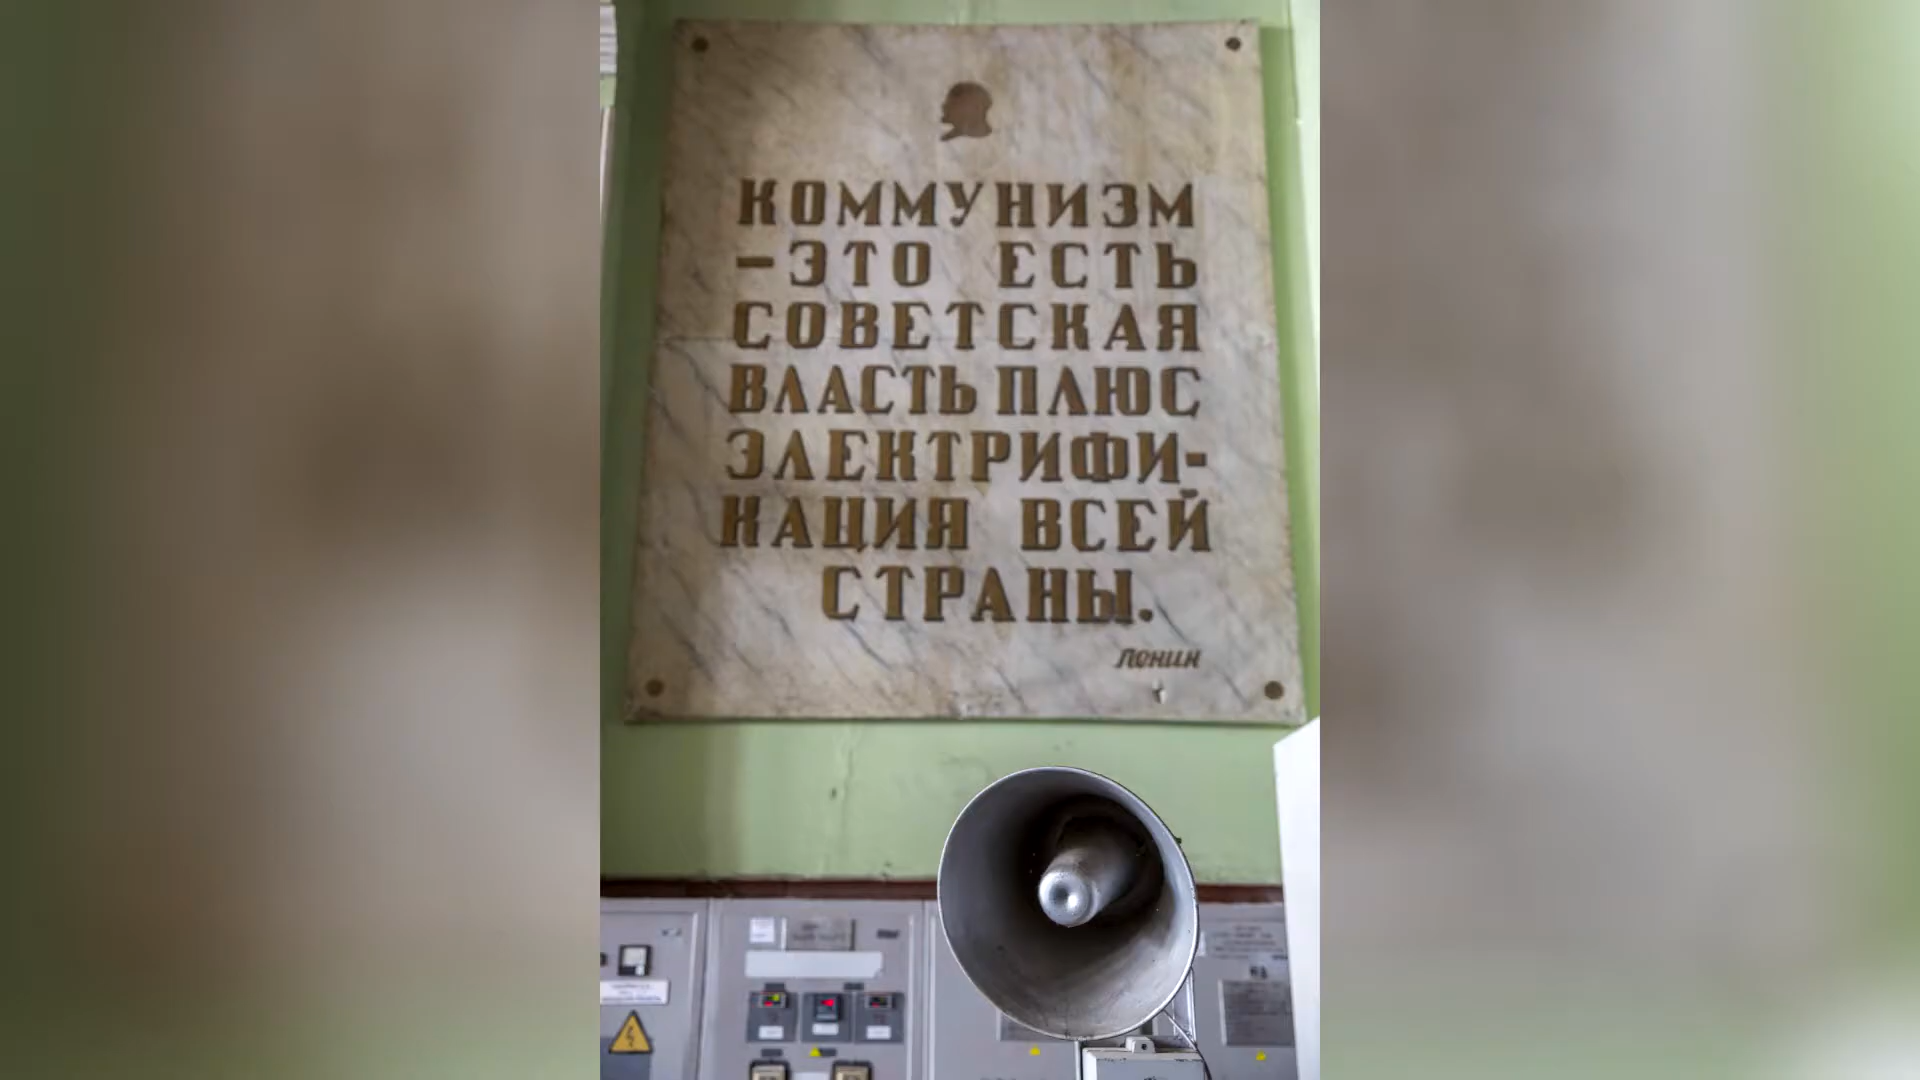 КОММУНИЗМ
-ЭТО ЕСТЬ
СОВЕТСКАЯ
ВЛАСТЬ ПЛЮС
ЭЛЕКТРИФИ-
КАЦИЯ ВСЕЙ
СТРАНЫ.
Ленин